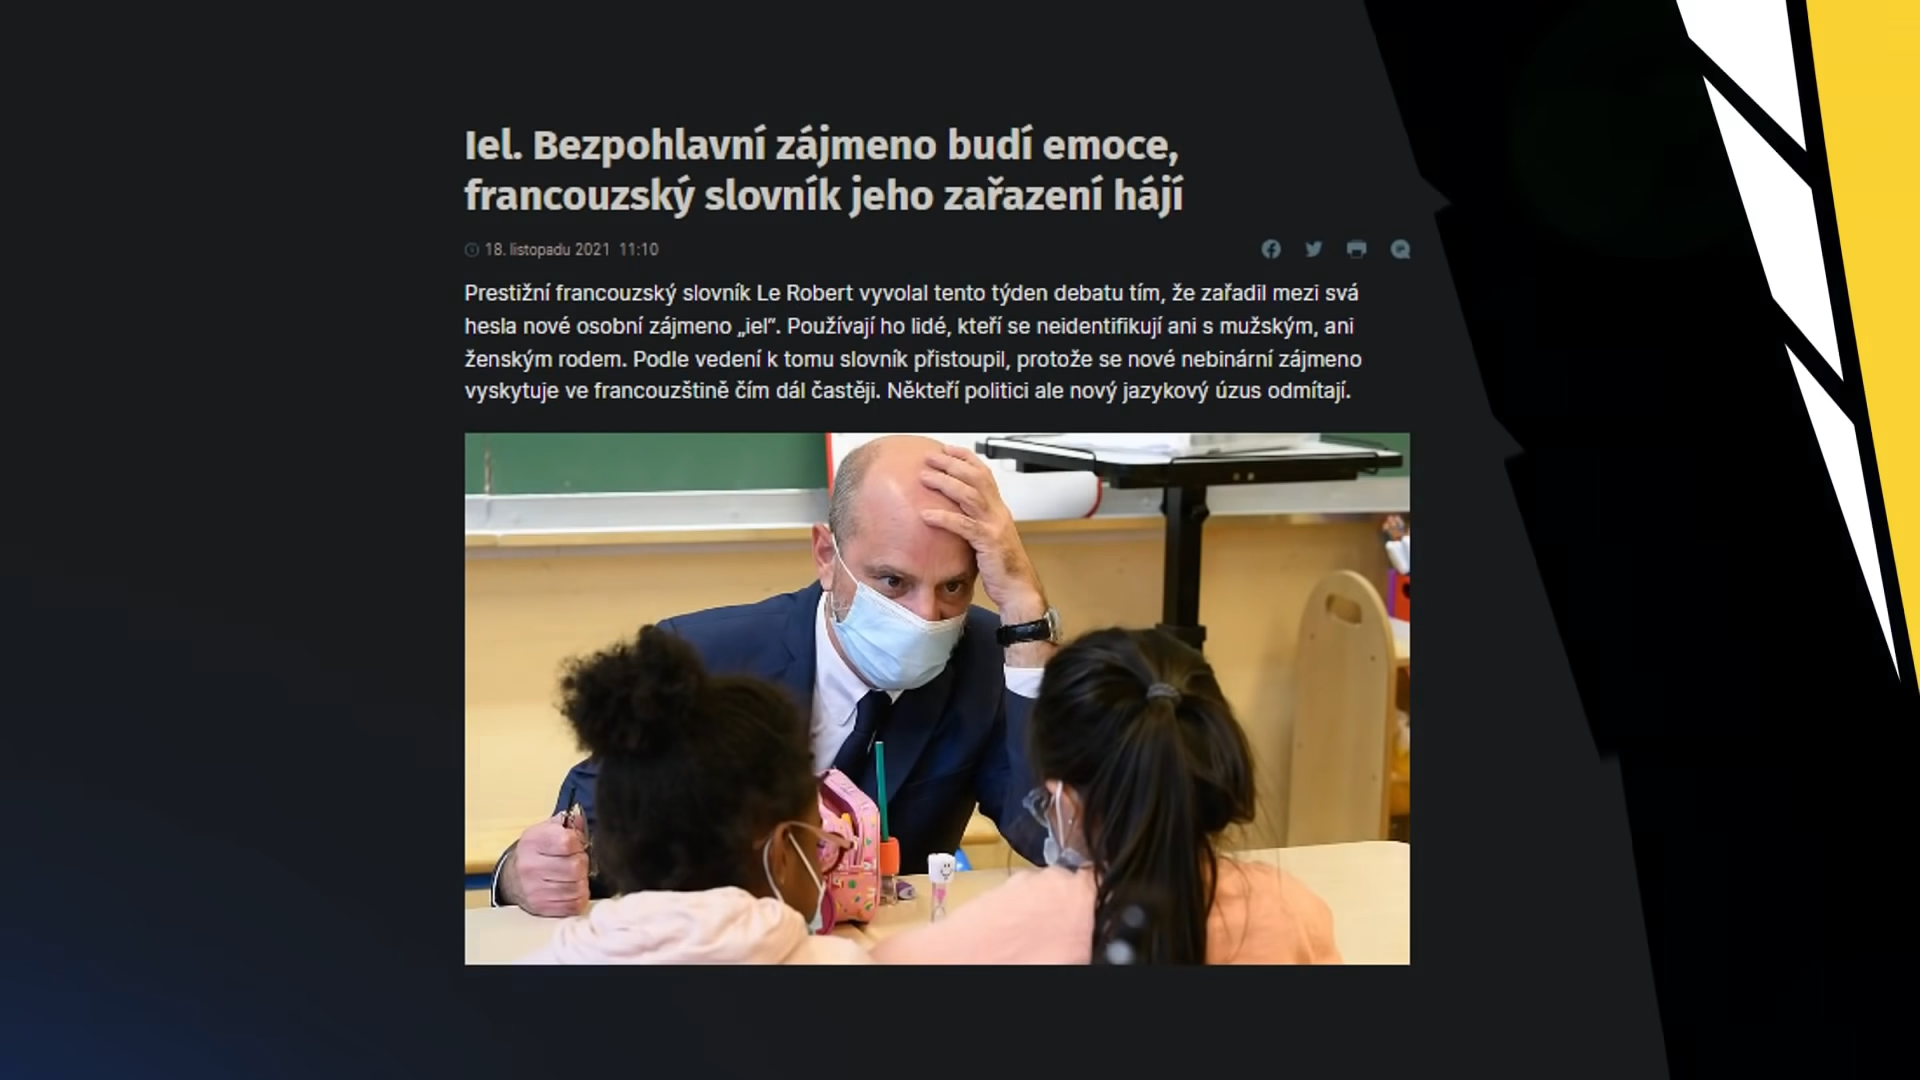 Iel. Bezpohlavní zájmeno budí emoce,
francouzský slovník jeho zařazení hájí
18. listopadu 2021 11:10
Prestižní francouzský slovník Le Robert vyvolal tento týden debatu tím, že zařadil mezi svá
hesla nové osobní zájmeno „iel“. Používají ho lidé, kteří se neidentifikují ani s mužským, ani
ženským rodem. Podle vedení k tomu slovník přistoupil, protože se nové nebinární zájmeno
vyskytuje ve francouzštině čím dál častěji. Někteří politici ale nový jazykový úzus odmítají.